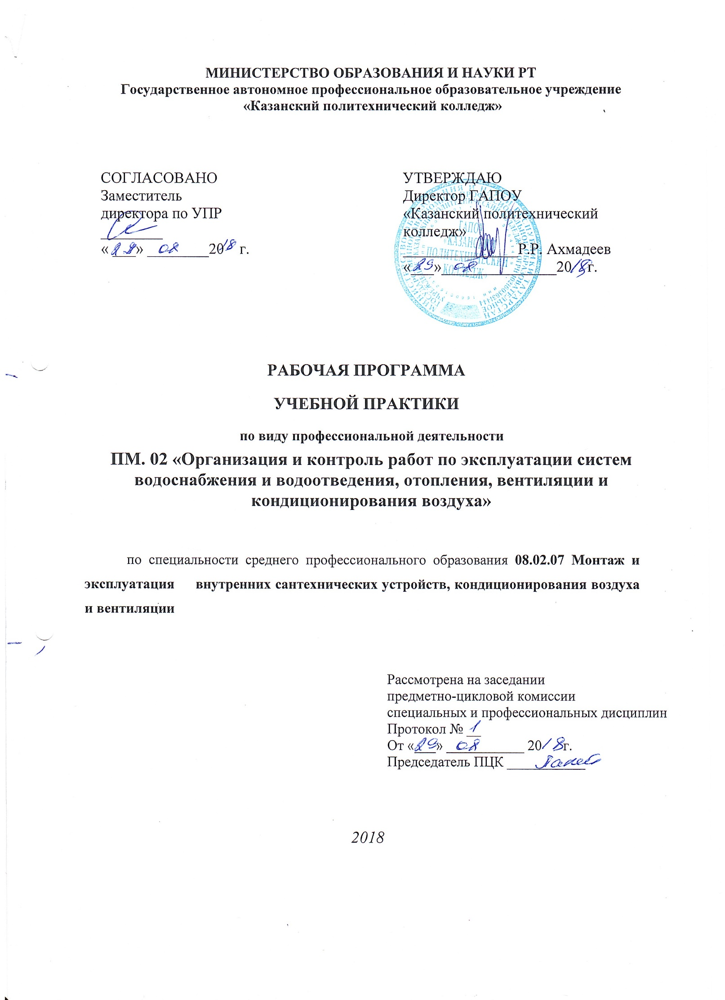 МИНИСТЕРСТВО ОБРАЗОВАНИЯ И НАУКИ РТ
Государственное автономное профессиональное образовательное учреждение
«Казанский политехнический колледж»
СОГЛАСОВАНО
Заместитель
директора по УПР
«29» 08 2018 г.
УТВЕРЖДАЮ
Директор ГАПОУ
«Казанский политехнический
колледж»
Р.Р. Ахмадеев
«29» 08 2018г.
ГАПОУ
«КАЗАНСКИЙ
ПОЛИТЕХНИЧЕСКИЙ
КОЛЛЕДЖ»
РАБОЧАЯ ПРОГРАММА
УЧЕБНОЙ ПРАКТИКИ
по виду профессиональной деятельности
ПМ. 02 «Организация и контроль работ по эксплуатации систем
водоснабжения и водоотведения, отопления, вентиляции и
кондиционирования воздуха»
по специальности среднего профессионального образования 08.02.07 Монтаж и
эксплуатация внутренних сантехнических устройств, кондиционирования воздуха
и вентиляции
Рассмотрена на заседании
предметно-цикловой комиссии
специальных и профессиональных дисциплин
Протокол № 1
От «29» 08 2018г.
Председатель ПЦК
2018